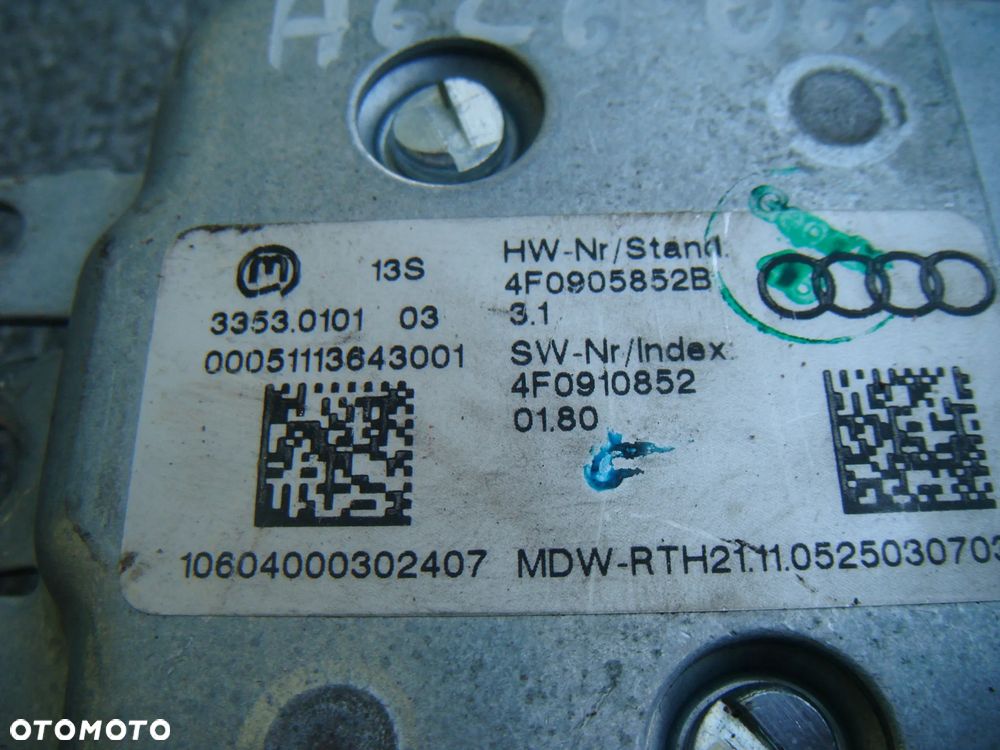 A6C6
M
13S
3353.0101 03
00051113643001
HW-Nr/Stand.
4F0905852B
3.1
SW-Nr/Index:
4F0910852
01.80
10604000302407 MDW-RTH21.11.0525030703
OTOMOTO